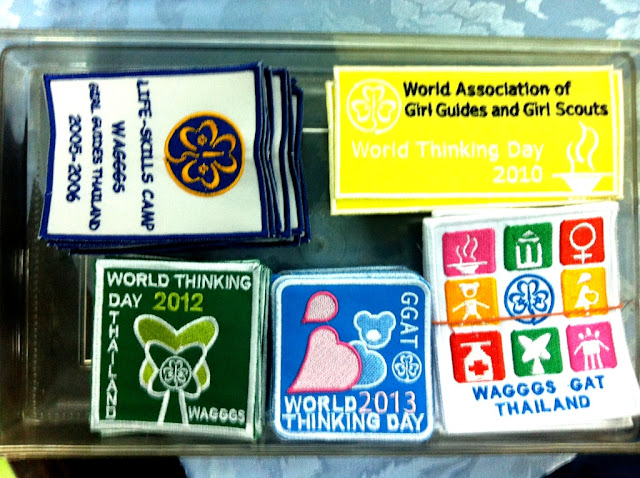 LIFE-SKILLS CAMP
WAGGGS
GIRL GUIDES THAILAND
2005-2006
World Association of
Girl Guides and Girl Scouts
World Thinking Day
2010
WORLD THINKING
DAY 2012
THAILAND
WAGGGS
GGAT
WORLD 2013
THINKING DAY
WAGGGS GAT
THAILAND